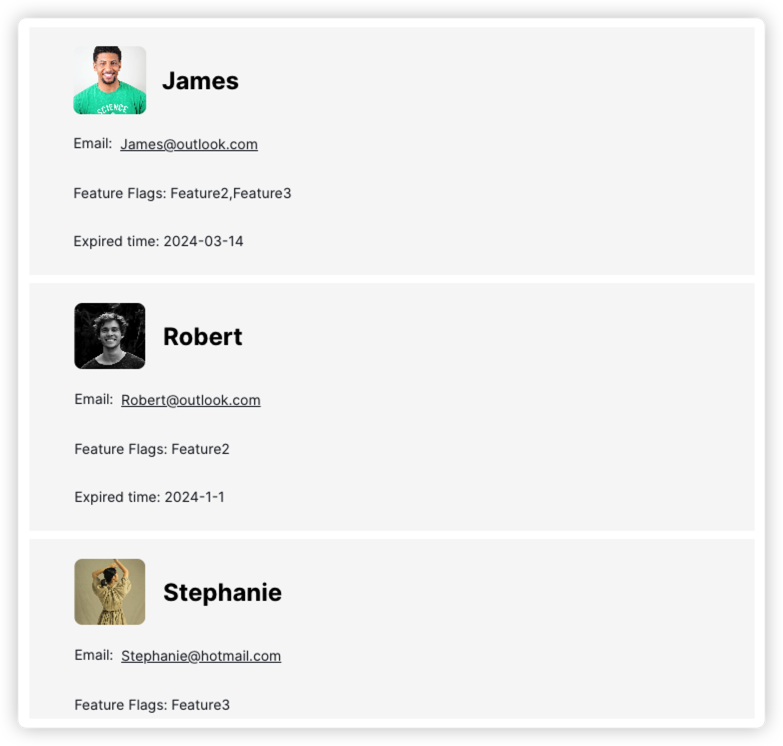 SCIENCE
James
Email: James@outlook.com
Feature Flags: Feature2,Feature3
Expired time: 2024-03-14
Robert
Email: Robert@outlook.com
Feature Flags: Feature2
Expired time: 2024-1-1
Stephanie
Email: Stephanie@hotmail.com
Feature Flags: Feature3